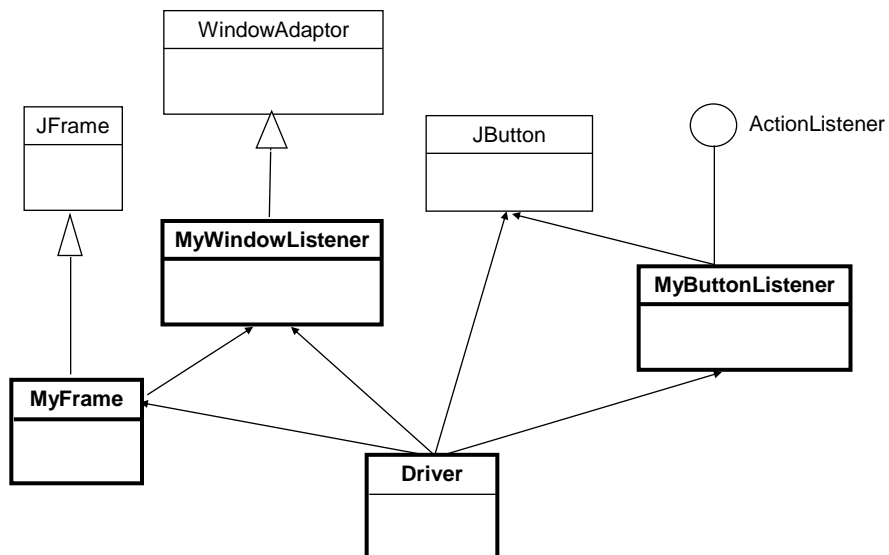 WindowAdaptor
JFrame
JButton
ActionListener
MyWindowListener
MyButtonListener
MyFrame
Driver